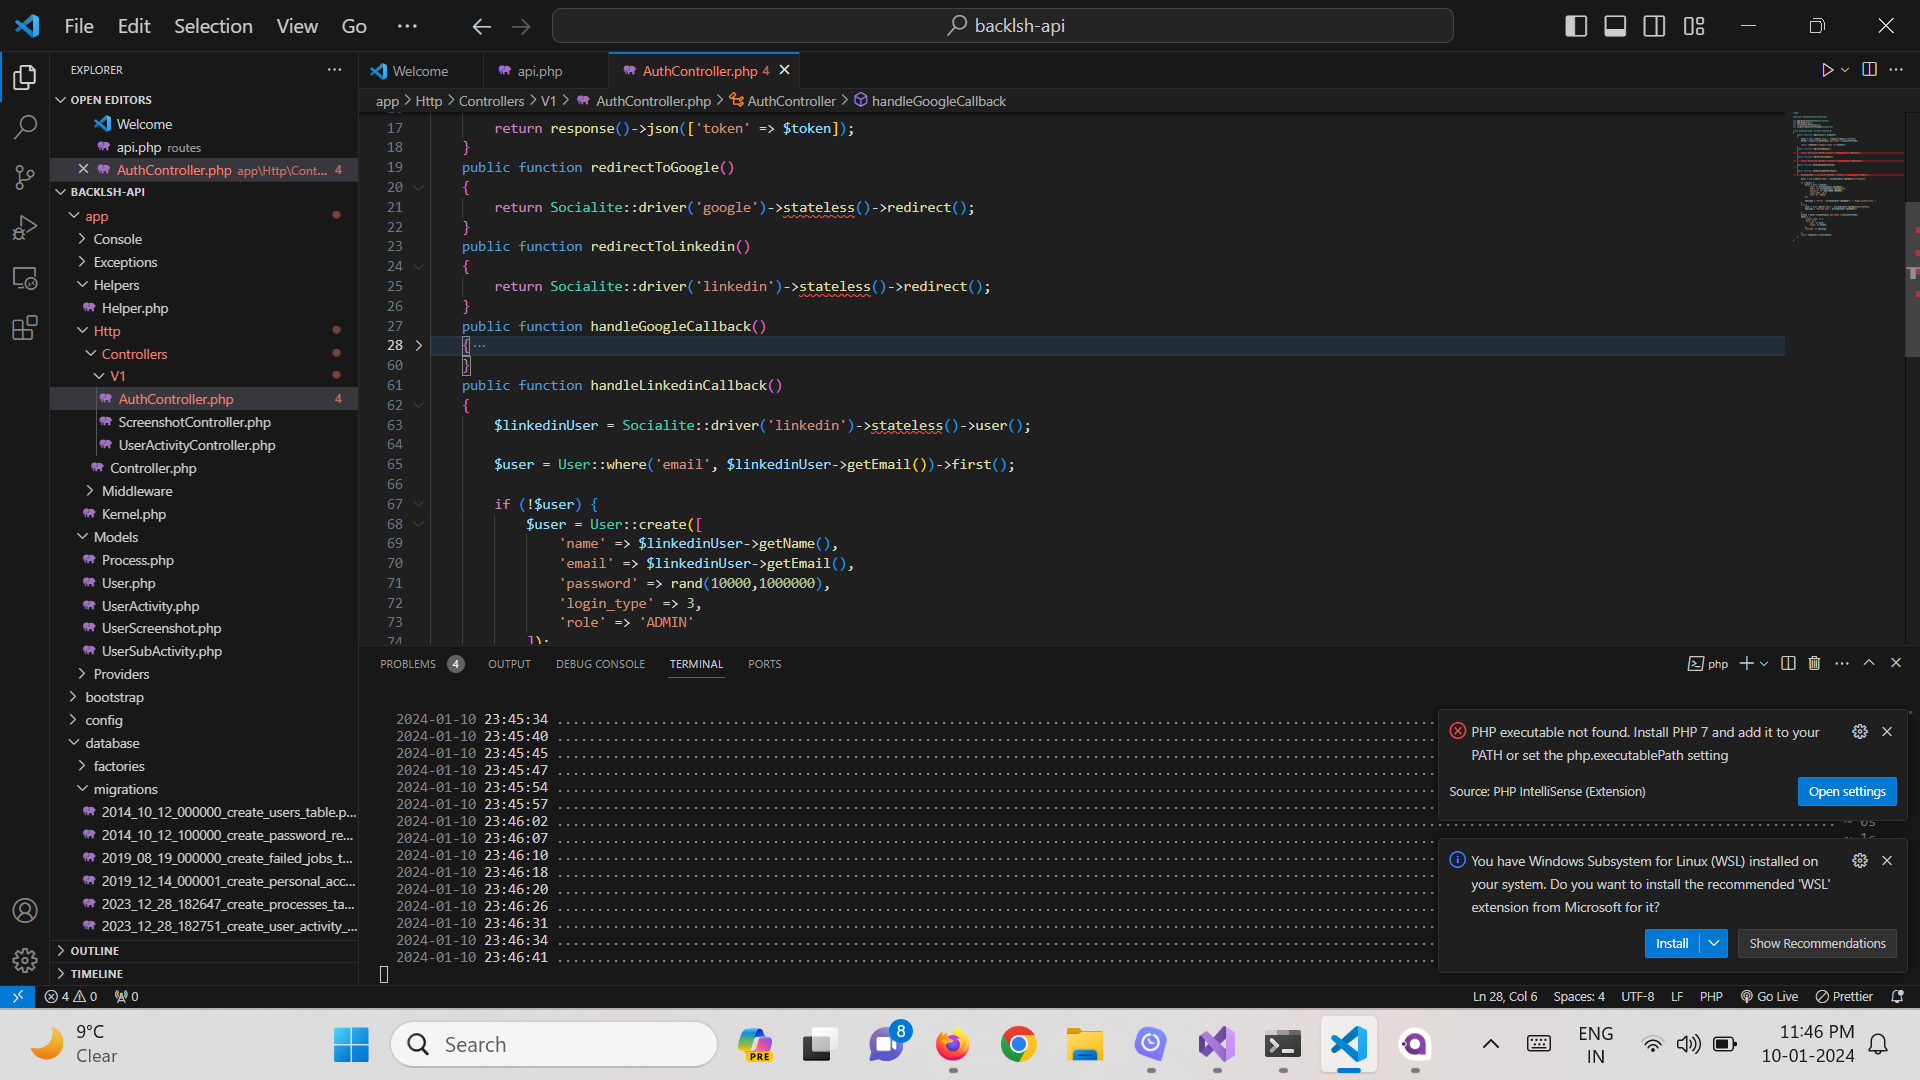 File Edit Selection View Go ··· backlsh-api
EXPLORER
OPEN EDITORS
Welcome
api.php routes
AuthController.php app\Http\Cont... 4
BACKLSH-API
app
Console
Exceptions
Helpers
Helper.php
Http
Controllers
V1
AuthController.php 4
ScreenshotController.php
UserActivityController.php
Controller.php
Middleware
Kernel.php
Models
Process.php
User.php
UserActivity.php
UserScreenshot.php
UserSubActivity.php
Providers
bootstrap
config
database
factories
migrations
2014_10_12_000000_create_users_table.p...
2014_10_12_100000_create_password_re...
2019_08_19_000000_create_failed_jobs_t...
2019_12_14_000001_create_personal_acc...
2023_12_28_182647_create_processes_ta...
2023_12_28_182751_create_user_activity_...
OUTLINE
TIMELINE
Welcome api.php AuthController.php 4
app > Http > Controllers > V1 > AuthController.php > AuthController > handleGoogleCallback
17 return response()->json(['token' => $token]);
18 }
19 public function redirectToGoogle()
20 {
21 return Socialite::driver('google')->stateless()->redirect();
22 }
23 public function redirectToLinkedin()
24 {
25 return Socialite::driver('linkedin')->stateless()->redirect();
26 }
27 public function handleGoogleCallback()
28 { ···
60 }
61 public function handleLinkedinCallback()
62 {
63 $linkedinUser = Socialite::driver('linkedin')->stateless()->user();
64
65 $user = User::where('email', $linkedinUser->getEmail())->first();
66
67 if (!$user) {
68 $user = User::create([
69 'name' => $linkedinUser->getName(),
70 'email' => $linkedinUser->getEmail(),
71 'password' => rand(10000,1000000),
72 'login_type' => 3,
73 'role' => 'ADMIN'
74 ]);
PROBLEMS 4 OUTPUT DEBUG CONSOLE TERMINAL PORTS php
2024-01-10 23:45:34
2024-01-10 23:45:40
2024-01-10 23:45:45
2024-01-10 23:45:47
2024-01-10 23:45:54
2024-01-10 23:45:57
2024-01-10 23:46:02
2024-01-10 23:46:07
2024-01-10 23:46:10
2024-01-10 23:46:18
2024-01-10 23:46:20
2024-01-10 23:46:26
2024-01-10 23:46:31
2024-01-10 23:46:34
2024-01-10 23:46:41
PHP executable not found. Install PHP 7 and add it to your
PATH or set the php.executablePath setting
Source: PHP IntelliSense (Extension) Open settings
You have Windows Subsystem for Linux (WSL) installed on
your system. Do you want to install the recommended 'WSL'
extension from Microsoft for it?
Install Show Recommendations
4 0 0 Ln 28, Col 6 Spaces: 4 UTF-8 LF PHP Go Live Prettier
9°C
Clear
Search
PRE
8
ENG
IN
11:46 PM
10-01-2024